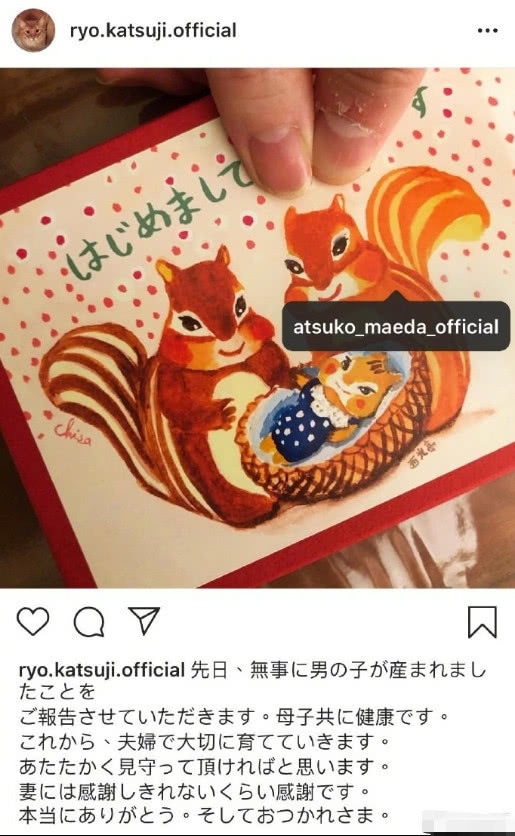 ryo.katsuji.official
はじめまして
す
atsuko_maeda_official
chisa
西光亭
ryo.katsuji.official 先日、無事に男の子が産まれまし
たことを
ご報告させていただきます。母子共に健康です。
これから、夫婦で大切に育てていきます。
あたたかく見守って頂ければと思います。
妻には感謝しきれないくらい感謝です。
本当にありがとう。そしておつかれさま。